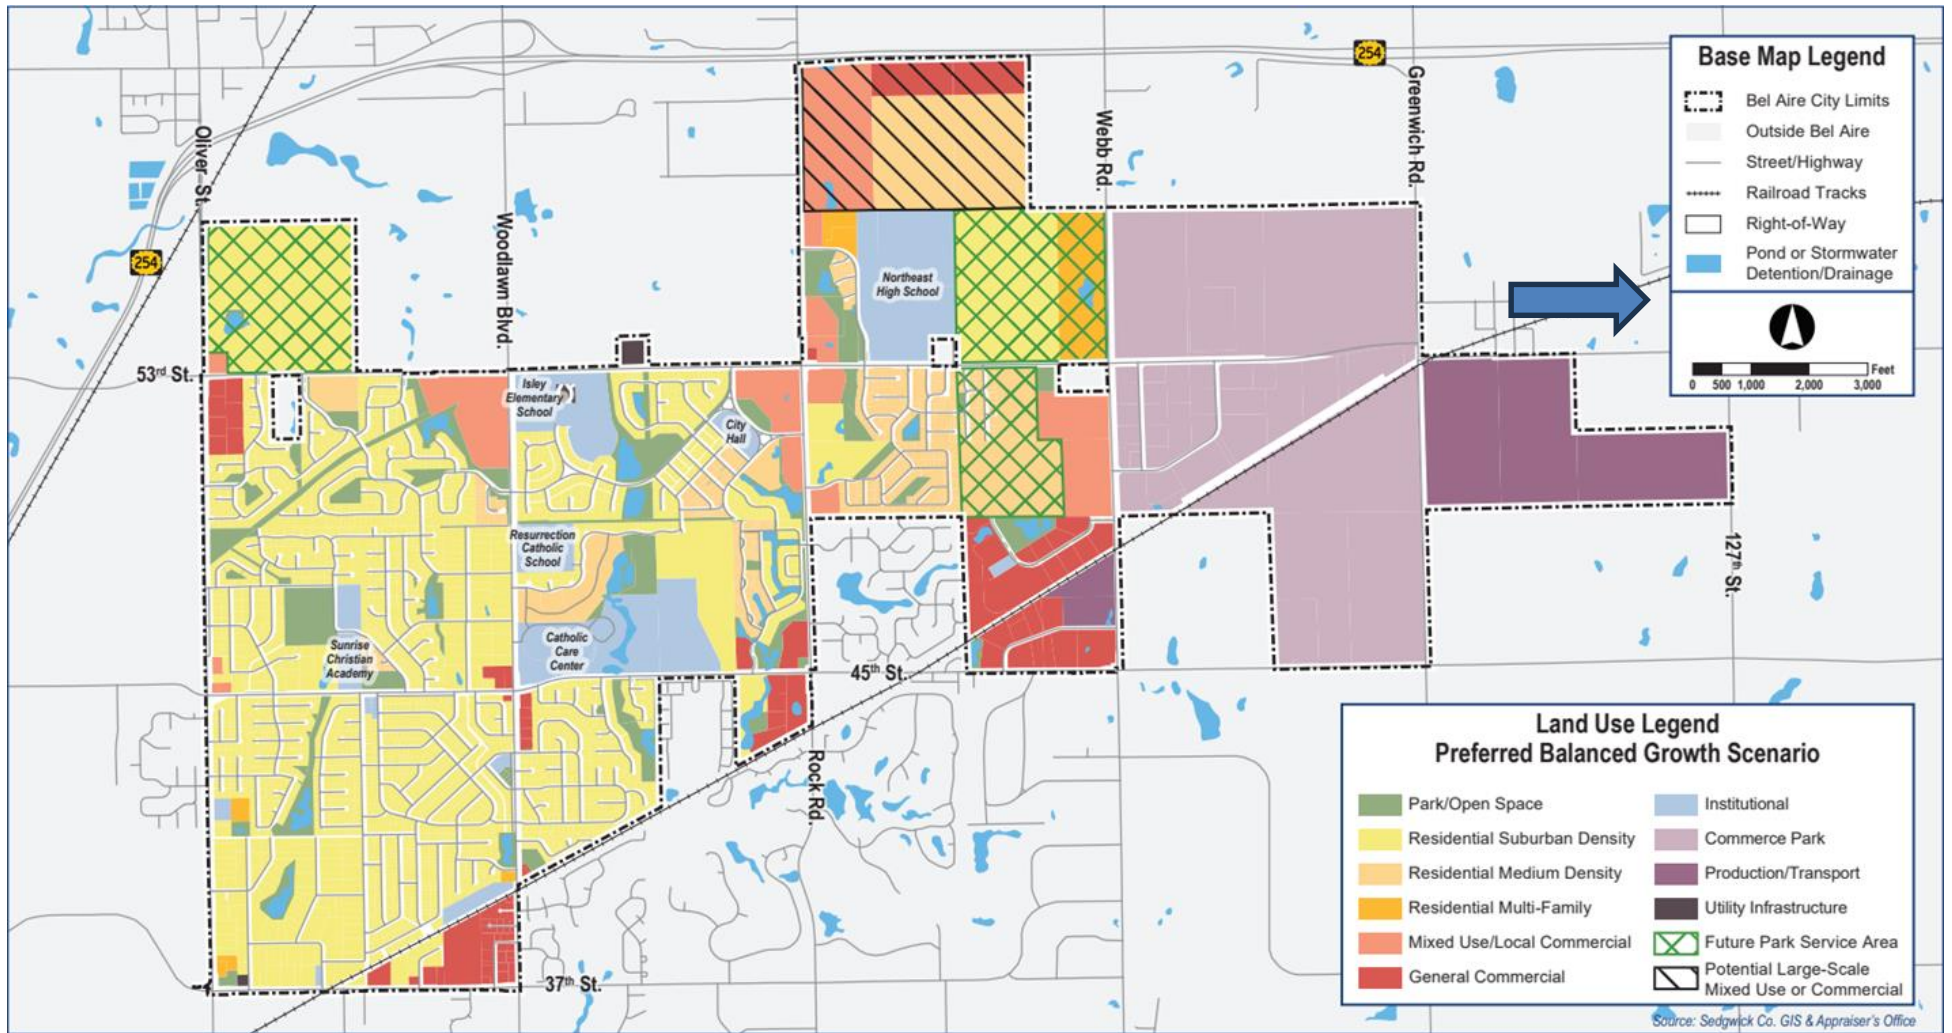 254
Base Map Legend
Bel Aire City Limits
Outside Bel Aire
Street/Highway
Railroad Tracks
Right-of-Way
Pond or Stormwater
Detention/Drainage
Feet
0 500 1,000 2,000 3,000
Oliver St.
Woodlawn Blvd.
Webb Rd.
Greenwich Rd.
254
Northeast
High School
53rd St.
Isley
Elementary
School
City
Hall
Resurrection
Catholic
School
127th St.
Catholic
Care
Center
Sunrise
Christian
Academy
45th St.
Rock Rd.
37th St.
Land Use Legend
Preferred Balanced Growth Scenario
Park/Open Space
Residential Suburban Density
Residential Medium Density
Residential Multi-Family
Mixed Use/Local Commercial
General Commercial
Institutional
Commerce Park
Production/Transport
Utility Infrastructure
Future Park Service Area
Potential Large-Scale
Mixed Use or Commercial
Source: Sedgwick Co. GIS & Appraiser's Office